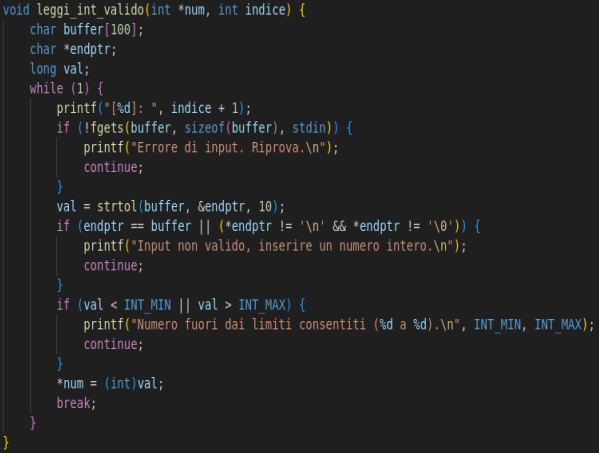 void leggi_int_valido(int *num, int indice) {
    char buffer[100];
    char *endptr;
    long val;
    while (1) {
        printf("[%d]: ", indice + 1);
        if (!fgets(buffer, sizeof(buffer), stdin)) {
            printf("Errore di input. Riprova.\n");
            continue;
        }
        val = strtol(buffer, &endptr, 10);
        if (endptr == buffer || (*endptr != '\n' && *endptr != '\0')) {
            printf("Input non valido, inserire un numero intero.\n");
            continue;
        }
        if (val < INT_MIN || val > INT_MAX) {
            printf("Numero fuori dai limiti consentiti (%d a %d).\n", INT_MIN, INT_MAX);
            continue;
        }
        *num = (int)val;
        break;
    }
}